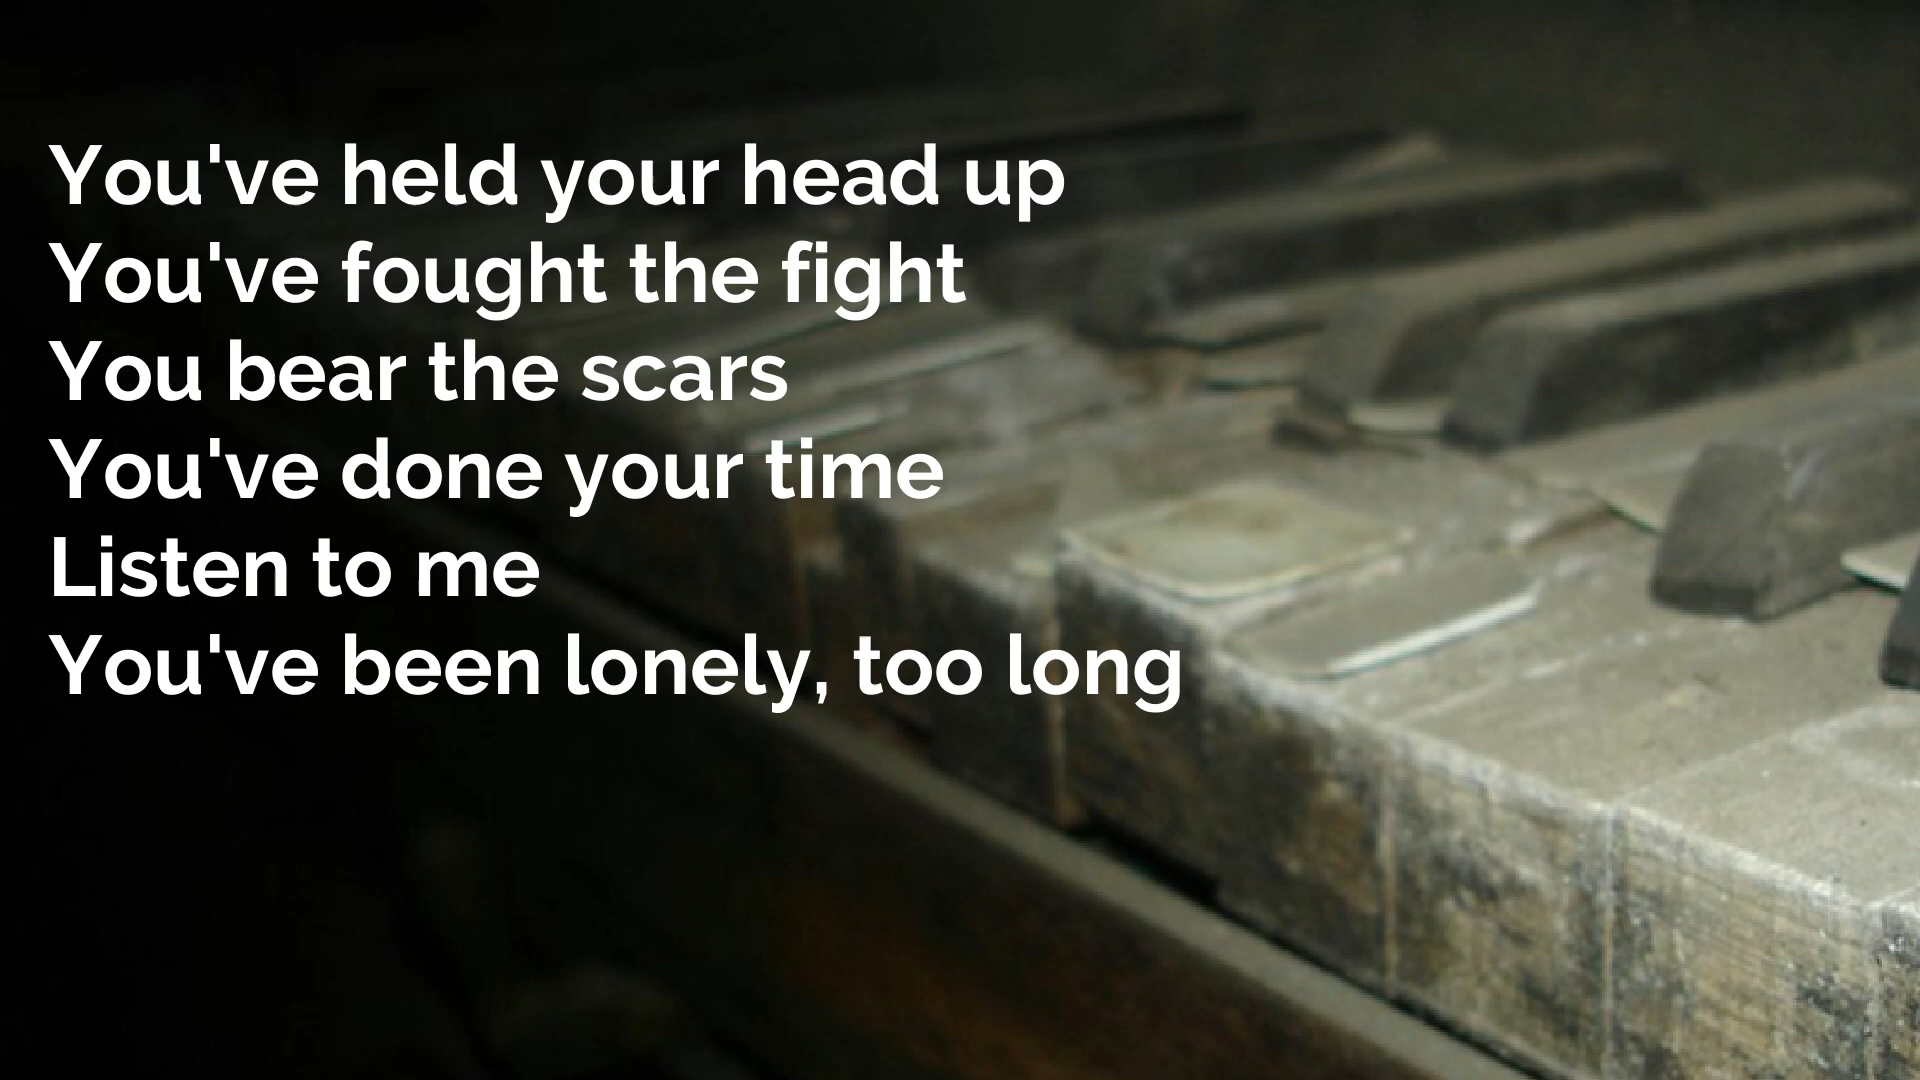 You've held your head up
You've fought the fight
You bear the scars
You've done your time
Listen to me
You've been lonely, too long